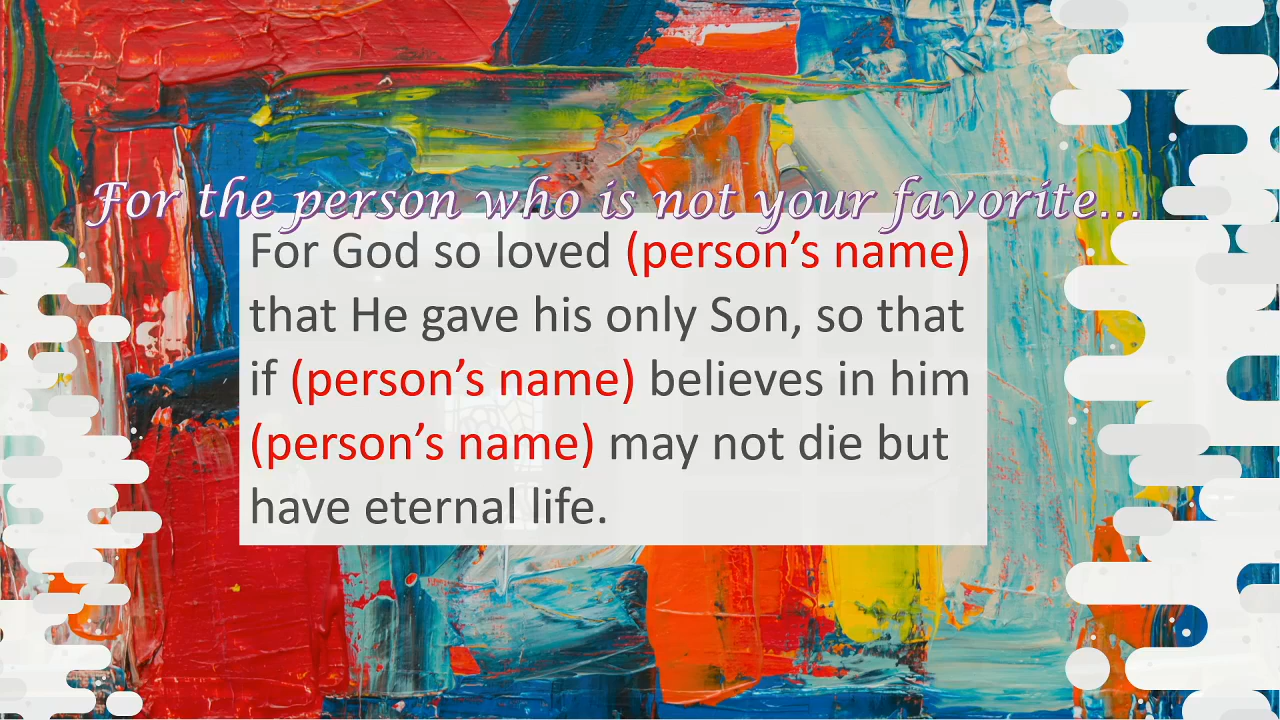 For the person who is not your favorite...
For God so loved (person’s name)
that He gave his only Son, so that
if (person’s name) believes in him
(person’s name) may not die but
have eternal life.